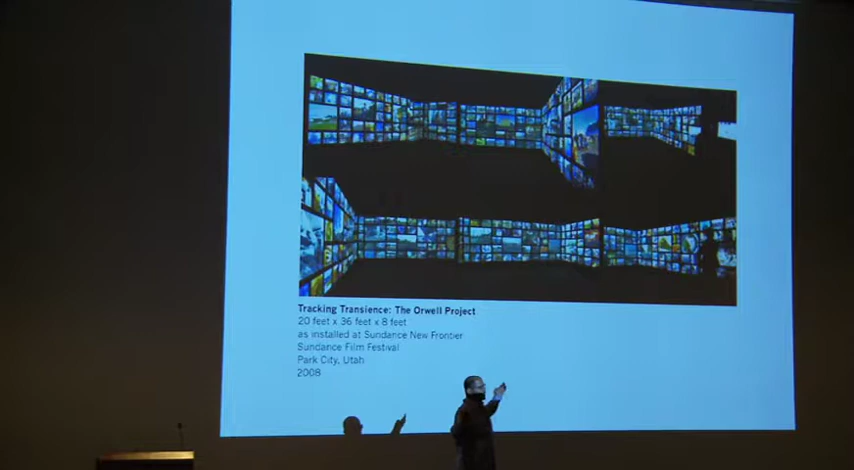 Tracking Transience: The Orwell Project
20 feet x 36 feet x 8 feet
as installed at Sundance New Frontier
Sundance Film Festival
Park City, Utah
2008